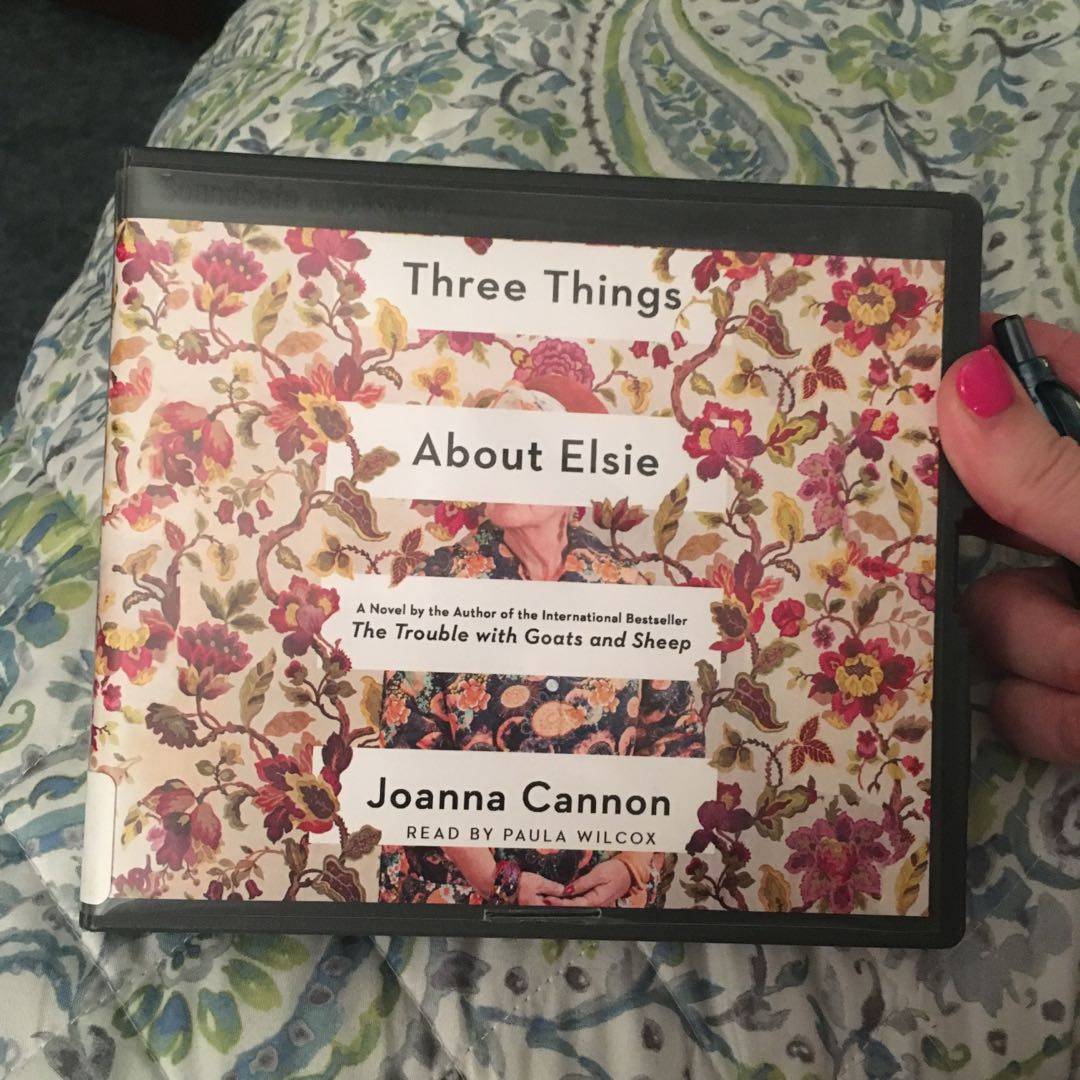 Three Things
About Elsie
A Novel by the Author of the International Bestseller
The Trouble with Goats and Sheep
Joanna Cannon
READ BY PAULA WILCOX